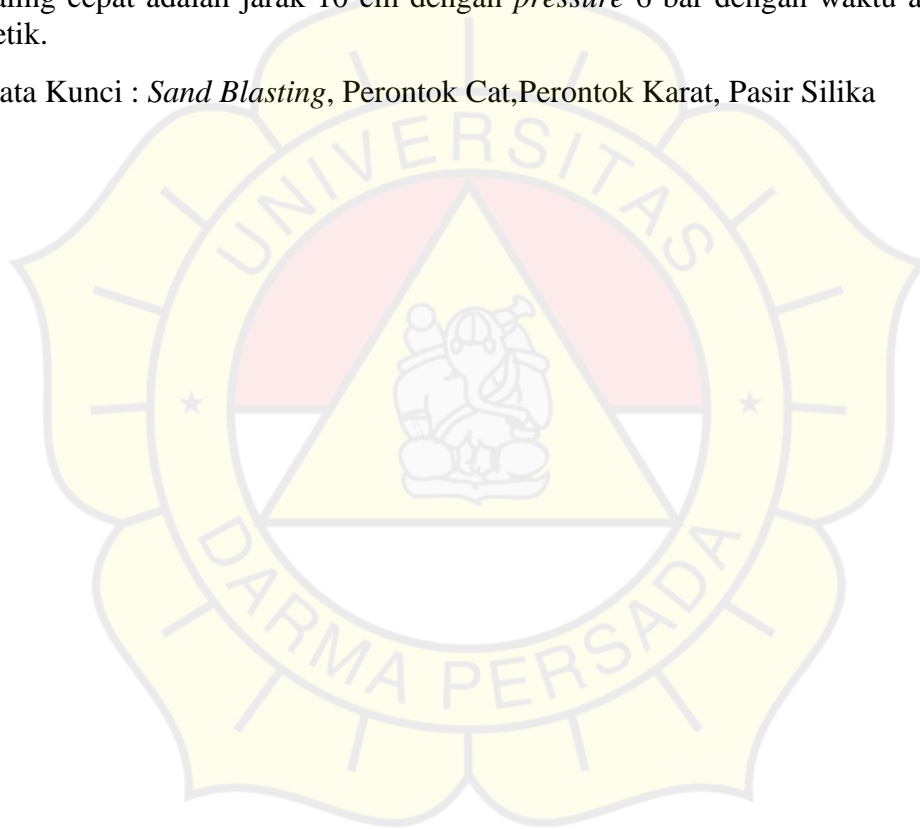 ling cepat adalah jarak 10 cm dengan pressure 6 bar dengan waktu a
etik.
ata Kunci : Sand Blasting, Perontok Cat,Perontok Karat, Pasir Silika
UNIVERSITAS
DARMA PERSADA